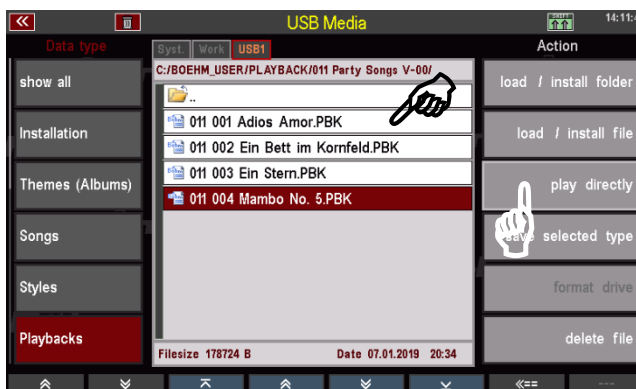 USB Media
14:11:
Data type
Syst. Work USB1
Action
C:/BOEHM_USER/PLAYBACK/011 Party Songs V-00/
show all
..
load / install folder
011 001 Adios Amor.PBK
Installation
011 002 Ein Bett im Kornfeld.PBK
load / install file
011 003 Ein Stern.PBK
Themes (Albums)
011 004 Mambo No. 5.PBK
play directly
Songs
save selected type
Styles
format drive
Playbacks
delete file
Filesize 178724 B Date 07.01.2019 20:34